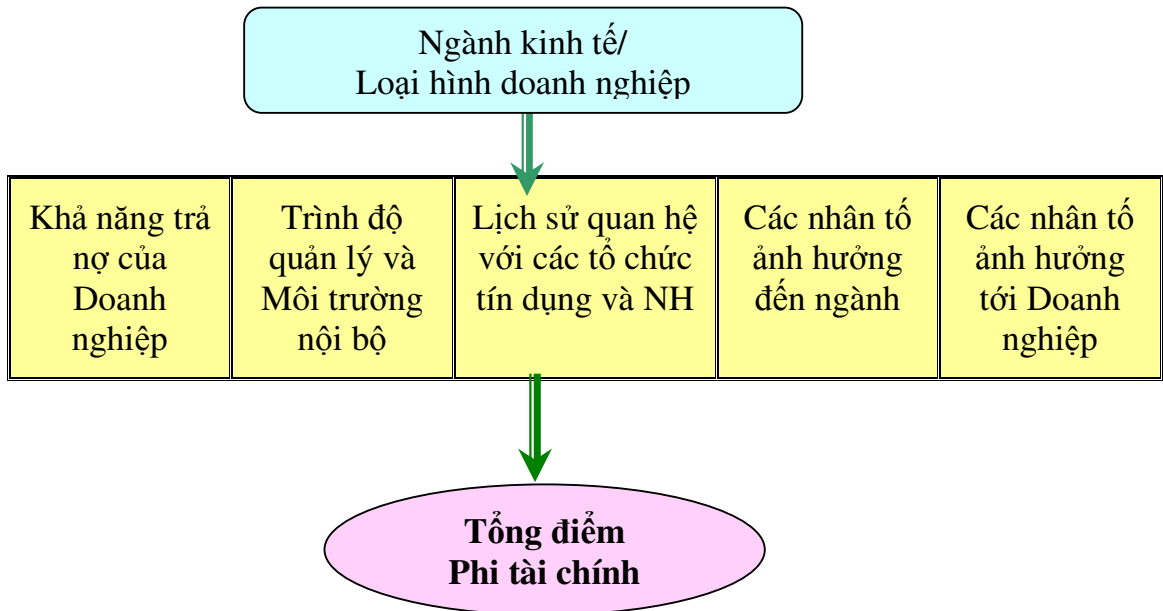 Ngành kinh tế/
Loại hình doanh nghiệp
Khả năng trả
nợ của
Doanh
nghiệp
Trình độ
quản lý và
Môi trường
nội bộ
Lịch sử quan hệ
với các tổ chức
tín dụng và NH
Các nhân tố
ảnh hưởng
đến ngành
Các nhân tố
ảnh hưởng
tới Doanh
nghiệp
Tổng điểm
Phi tài chính